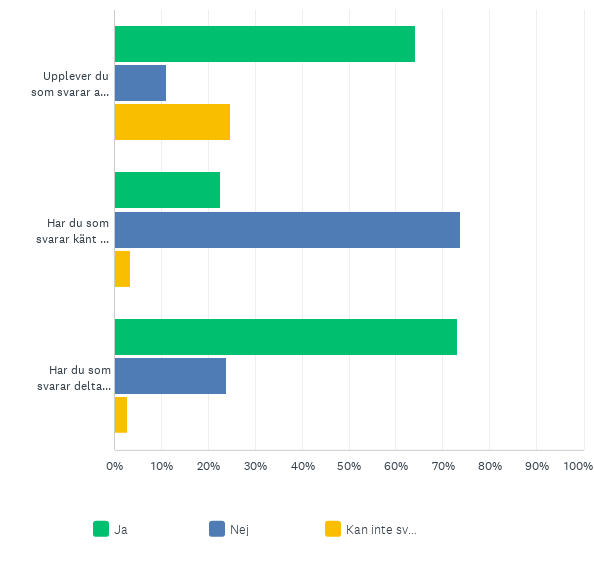 Upplever du
som svarar a...
Har du som
svarar känt ...
Har du som
svarar delta...
0% 10% 20% 30% 40% 50% 60% 70% 80% 90% 100%
Ja Nej Kan inte sv...